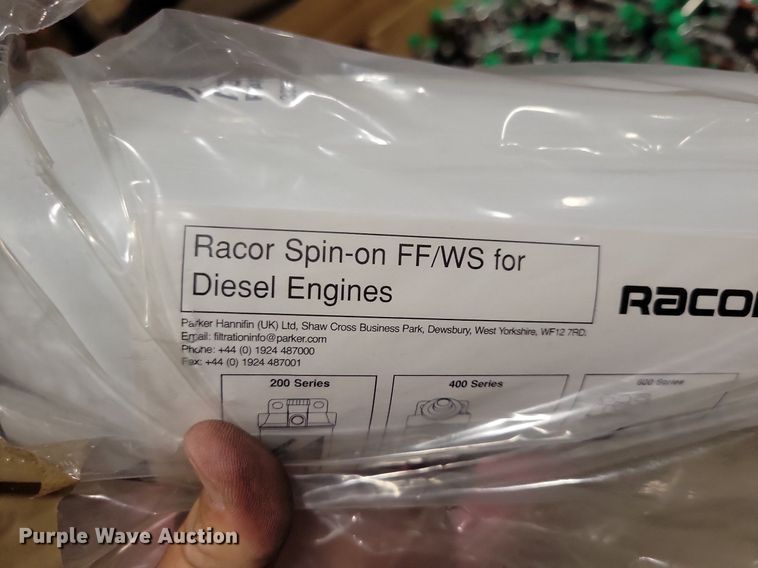 Racor Spin-on FF/WS for
Diesel Engines
RACOR
Parker Hannifin (UK) Ltd, Shaw Cross Business Park, Dewsbury, West Yorkshire, WF12 7RD.
Email: filtrationinfo@parker.com
Phone: +44 (0) 1924 487000
Fax: +44 (0) 1924 487001
200 Series
400 Series
600 Series
Purple Wave Auction